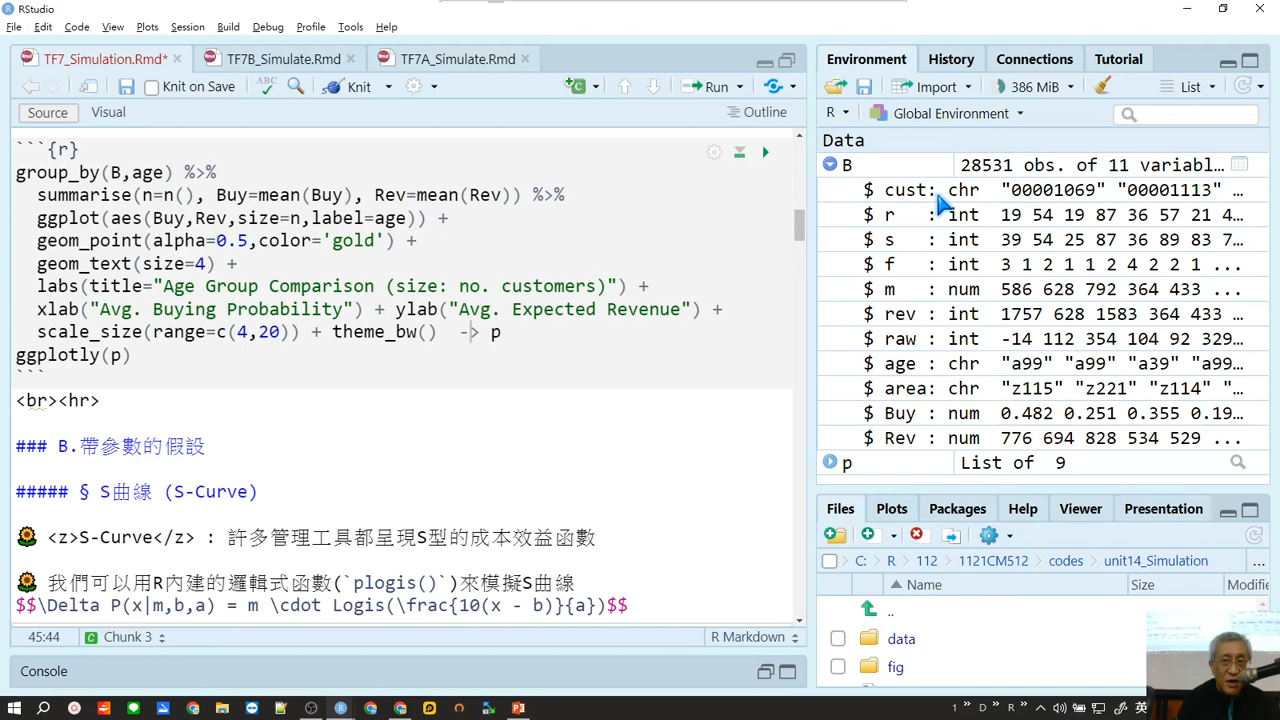 RStudio
File Edit Code View Plots Session Build Debug Profile Tools Help
TF7_Simulation.Rmd* TF7B_Simulate.Rmd TF7A_Simulate.Rmd
Knit on Save ABC Knit Run
Source Visual Outline
```{r}
group_by(B,age) %>%
summarise(n=n(), Buy=mean(Buy), Rev=mean(Rev)) %>%
ggplot(aes(Buy,Rev,size=n,label=age)) +
geom_point(alpha=0.5,color='gold') +
geom_text(size=4) +
labs(title="Age Group Comparison (size: no. customers)") +
xlab("Avg. Buying Probability") + ylab("Avg. Expected Revenue") +
scale_size(range=c(4,20)) + theme_bw() -> p
ggplotly(p)
```
<br><hr>
### B.帶參數的假設
##### § S曲線 (S-Curve)
🌻 <z>S-Curve</z> : 許多管理工具都呈現S型的成本效益函數
🌻 我們可以用R內建的邏輯式函數(`plogis()`)來模擬S曲線
$$\Delta P(x|m,b,a) = m \cdot Logis(\frac{10(x - b)}{a})$$
45:44 Chunk 3 R Markdown
Console
Environment History Connections Tutorial
Import 386 MiB List
R Global Environment
Data
B 28531 obs. of 11 variabl…
$ cust: chr "00001069" "00001113" …
$ r : int 19 54 19 87 36 57 21 4…
$ s : int 39 54 25 87 36 89 83 7…
$ f : int 3 1 2 1 1 2 4 2 2 1 ...
$ m : num 586 628 792 364 433 ...
$ rev : int 1757 628 1583 364 433…
$ raw : num -14 112 354 104 92 329…
$ age : chr "a99" "a99" "a39" "a99…
$ area: chr "z115" "z221" "z114" "…
$ Buy : num 0.482 0.251 0.355 0.19…
$ Rev : num 776 694 828 534 529 ...
p List of 9
Files Plots Packages Help Viewer Presentation
C: R 112 1121CM512 codes unit14_Simulation ...
Name Size Modifie
..
data
fig
英